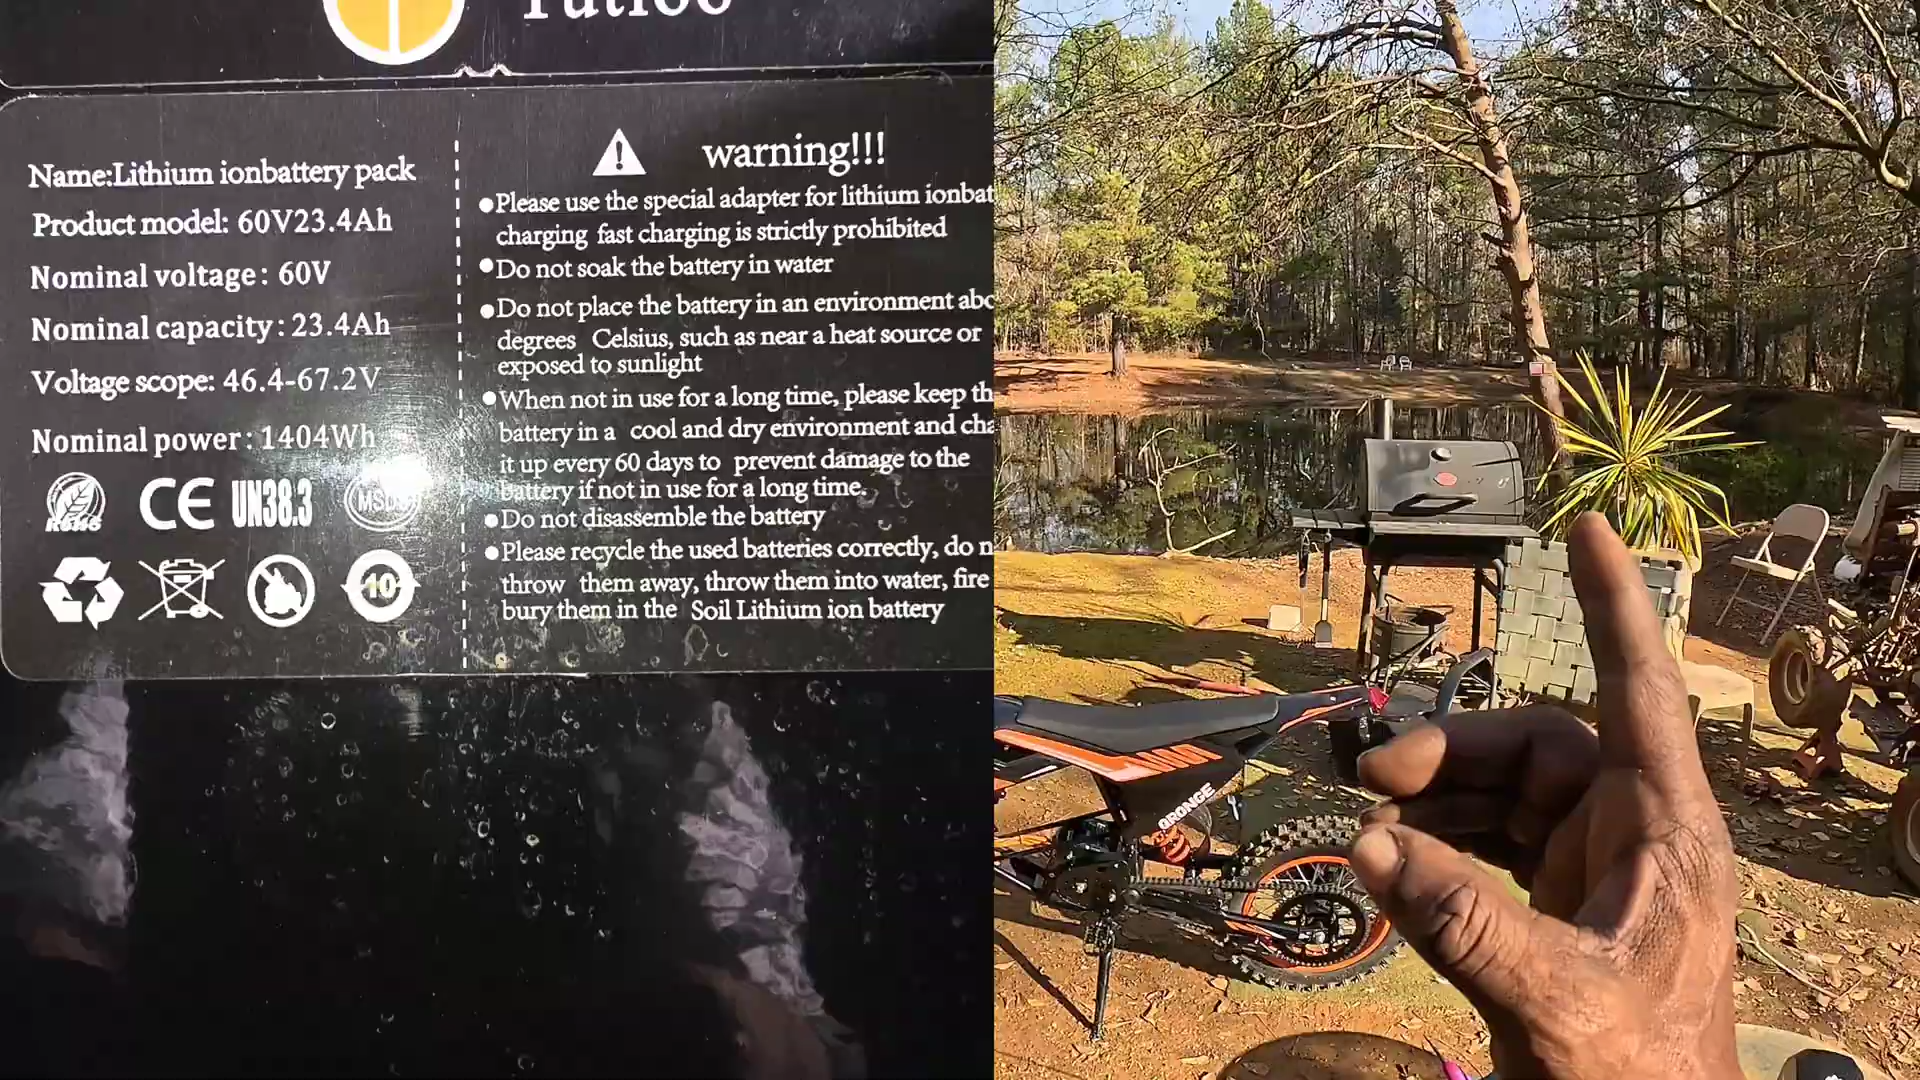 Name:Lithium ionbattery pack
Product model: 60V23.4Ah
Nominal voltage: 60V
Nominal capacity: 23.4Ah
Voltage scope: 46.4-67.2V
Nominal power: 1404Wh
RoHS
CE
UN38.3
MSDS
10
warning!!!
●Please use the special adapter for lithium ionbat
charging fast charging is strictly prohibited
●Do not soak the battery in water
●Do not place the battery in an environment abo
degrees Celsius, such as near a heat source or
exposed to sunlight
●When not in use for a long time, please keep th
battery in a cool and dry environment and cha
it up every 60 days to prevent damage to the
battery if not in use for a long time.
●Do not disassemble the battery
●Please recycle the used batteries correctly, do n
throw them away, throw them into water, fire
bury them in the Soil Lithium ion battery
QRONGE